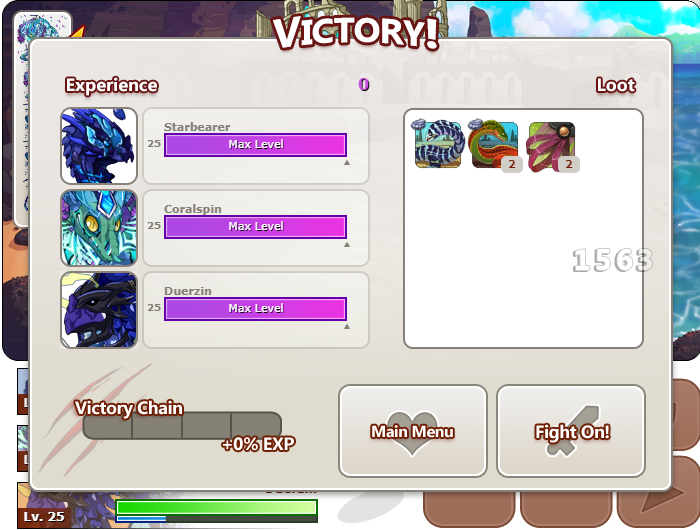 VICTORY!
Experience
0
Loot
Starbearer
25
Max Level
2
2
Coralspin
25
Max Level
1563
Duerzin
25
Max Level
Victory Chain
+0% EXP
Main Menu
Fight On!
Lv. 25